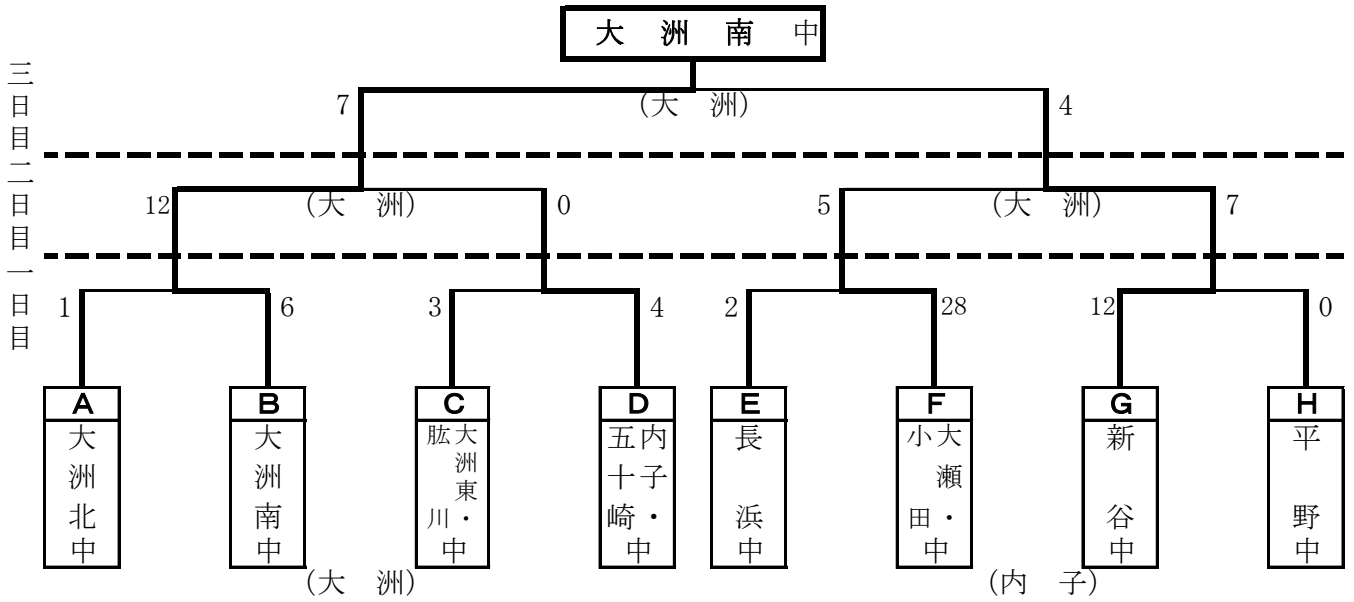 大洲南中
三日目
7
(大 洲)
4
二日目
12
(大 洲)
0
5
(大 洲)
7
一日目
1
6
3
4
2
28
12
0
A
B
C
D
E
F
G
H
大洲北中
大洲南中
大洲東・
肱川中
内子・
五十崎中
長浜中
大瀬・
小田中
新谷中
平野中
(大 洲)
(内 子)